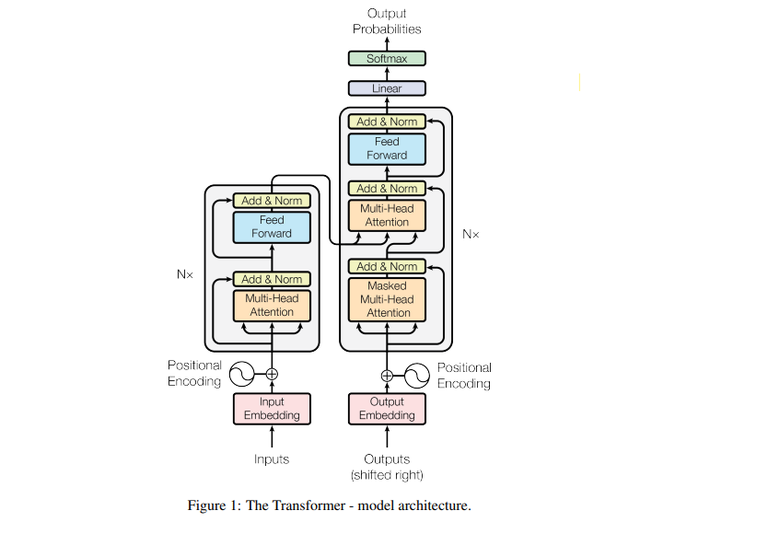 Output
Probabilities
Softmax
Linear
Add & Norm
Feed
Forward
Add & Norm
Multi-Head
Attention
Nx
Add & Norm
Masked
Multi-Head
Attention
Add & Norm
Feed
Forward
Nx
Add & Norm
Multi-Head
Attention
Positional
Encoding
Positional
Encoding
Input
Embedding
Output
Embedding
Inputs
Outputs
(shifted right)
Figure 1: The Transformer - model architecture.